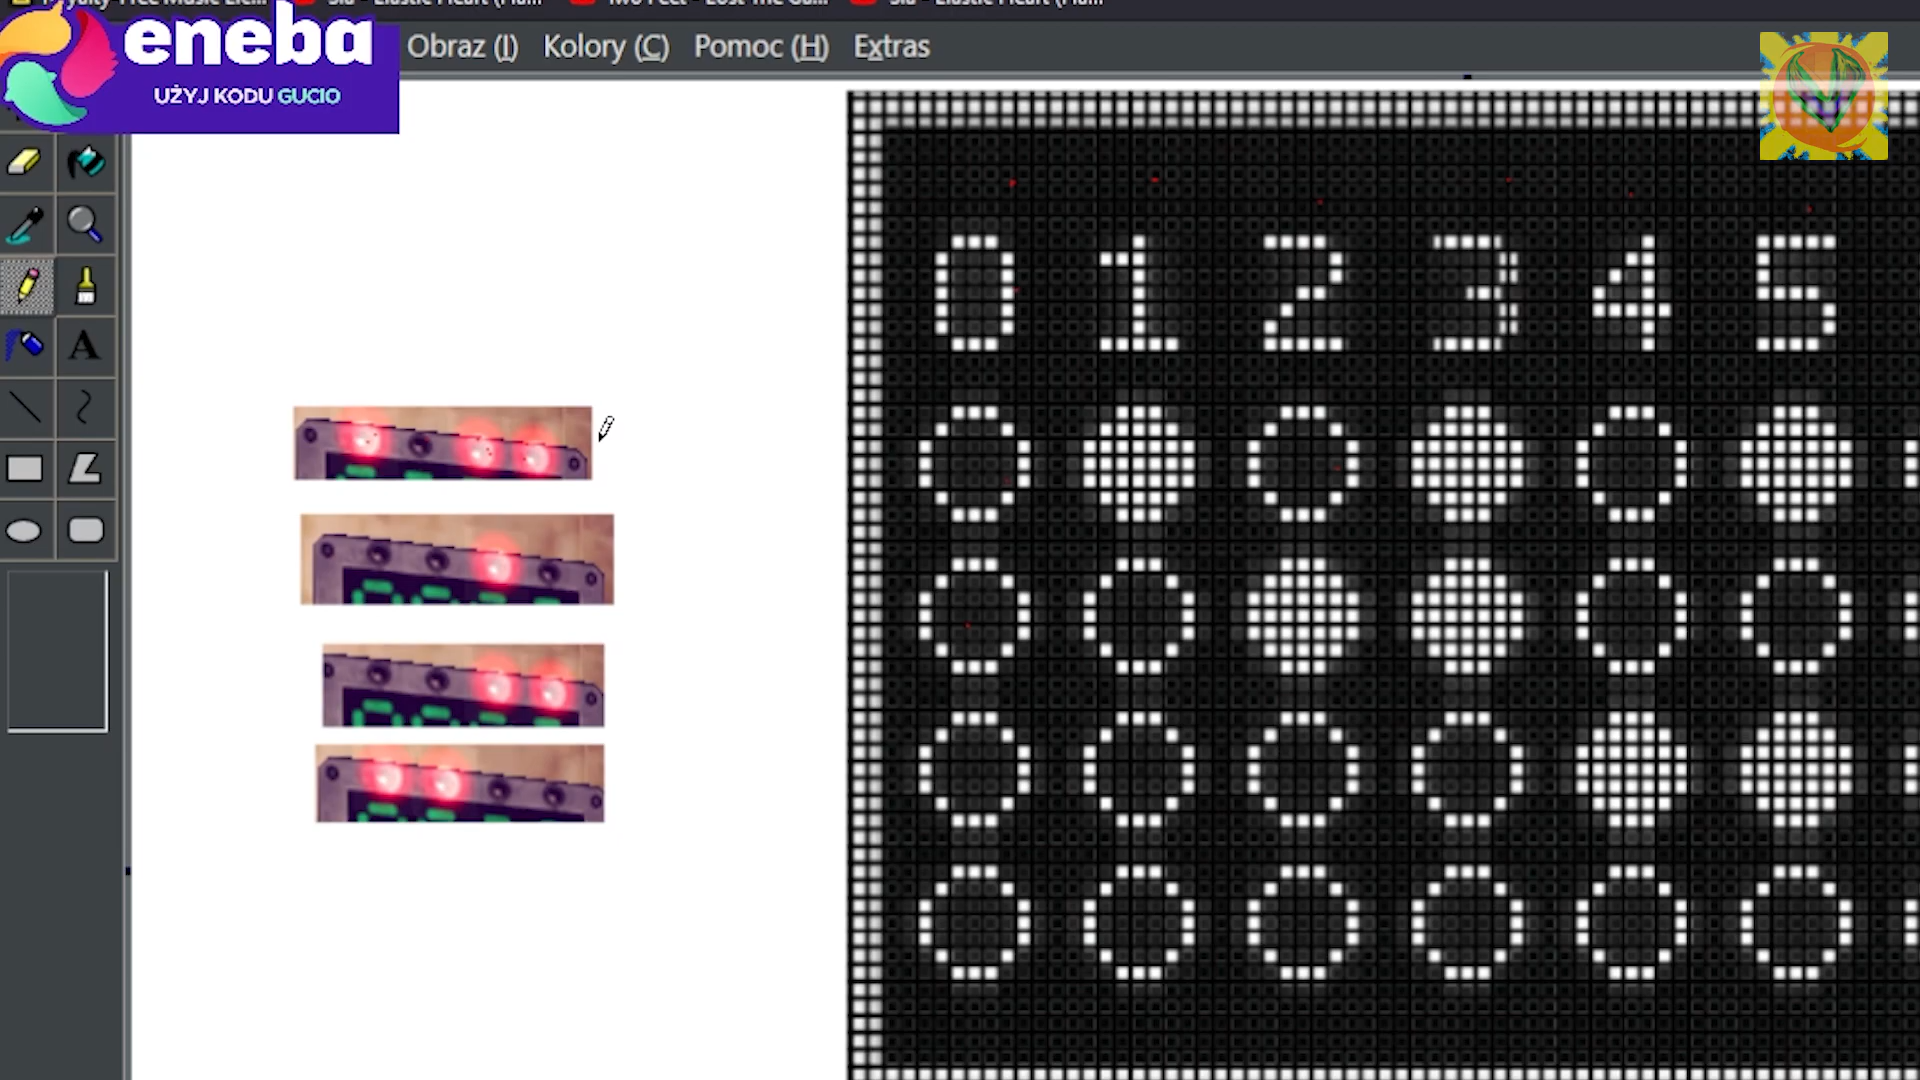 eneba
UŻYJ KODU GUCIO
Obraz (I) Kolory (C) Pomoc (H) Extras
0 1 2 3 4 5